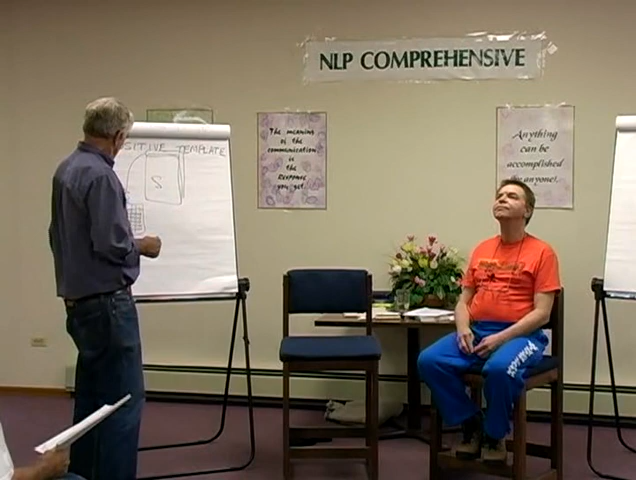 NLP COMPREHENSIVE
SITIVE TEMPLATE
S
The meaning
of the
communication
is
the
RESPONSE
you get.
Anything
can be
accomplished
by anyone!